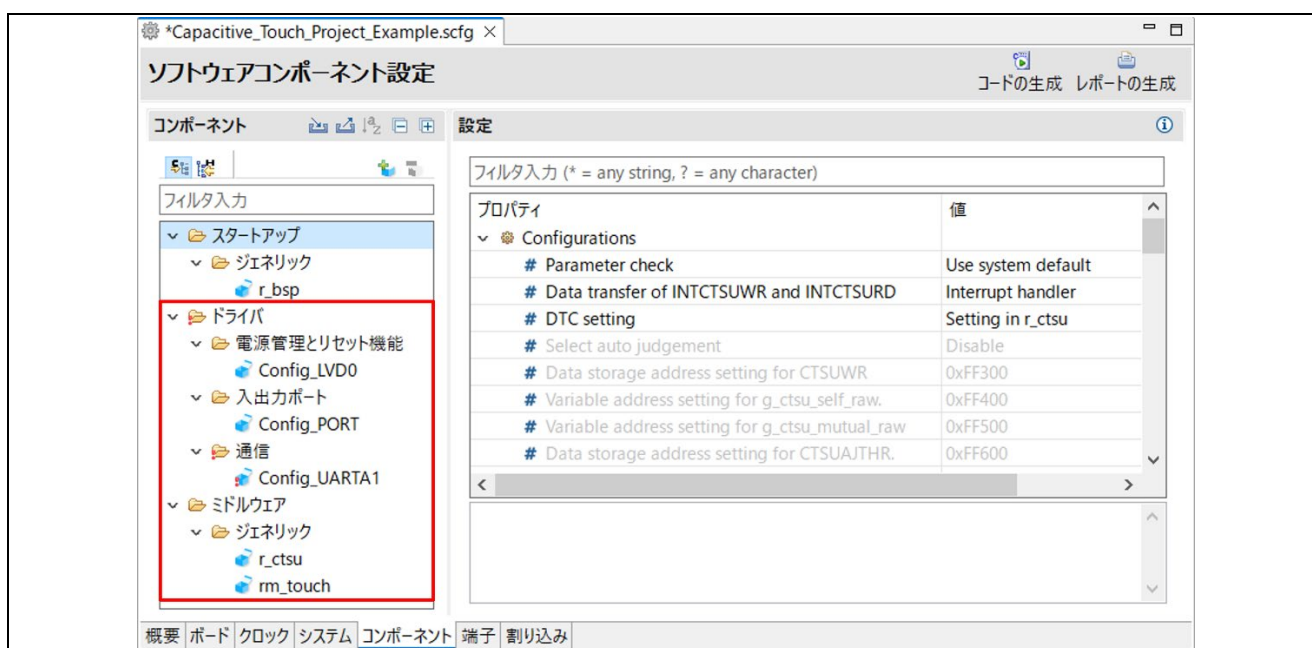 *Capacitive_Touch_Project_Example.scfg
ソフトウェアコンポーネント設定
コードの生成 レポートの生成
コンポーネント
設定
フィルタ入力
フィルタ入力 (* = any string, ? = any character)
スタートアップ
ジェネリック
r_bsp
ドライバ
電源管理とリセット機能
Config_LVD0
入出力ポート
Config_PORT
通信
Config_UARTA1
ミドルウェア
ジェネリック
r_ctsu
rm_touch
プロパティ 値
Configurations
# Parameter check Use system default
# Data transfer of INTCTSUWR and INTCTSURD Interrupt handler
# DTC setting Setting in r_ctsu
# Select auto judgement Disable
# Data storage address setting for CTSUWR 0xFF300
# Variable address setting for g_ctsu_self_raw. 0xFF400
# Variable address setting for g_ctsu_mutual_raw 0xFF500
# Data storage address setting for CTSUAJTHR. 0xFF600
概要 ボード クロック システム コンポーネント 端子 割り込み